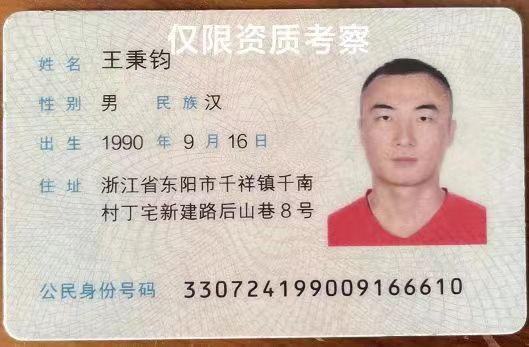 仅限资质考察
姓名 王秉钧
性别 男 民族 汉
出生 1990 年 9 月 16 日
住址 浙江省东阳市千祥镇千南
村丁宅新建路后山巷8号
公民身份号码 330724199009166610